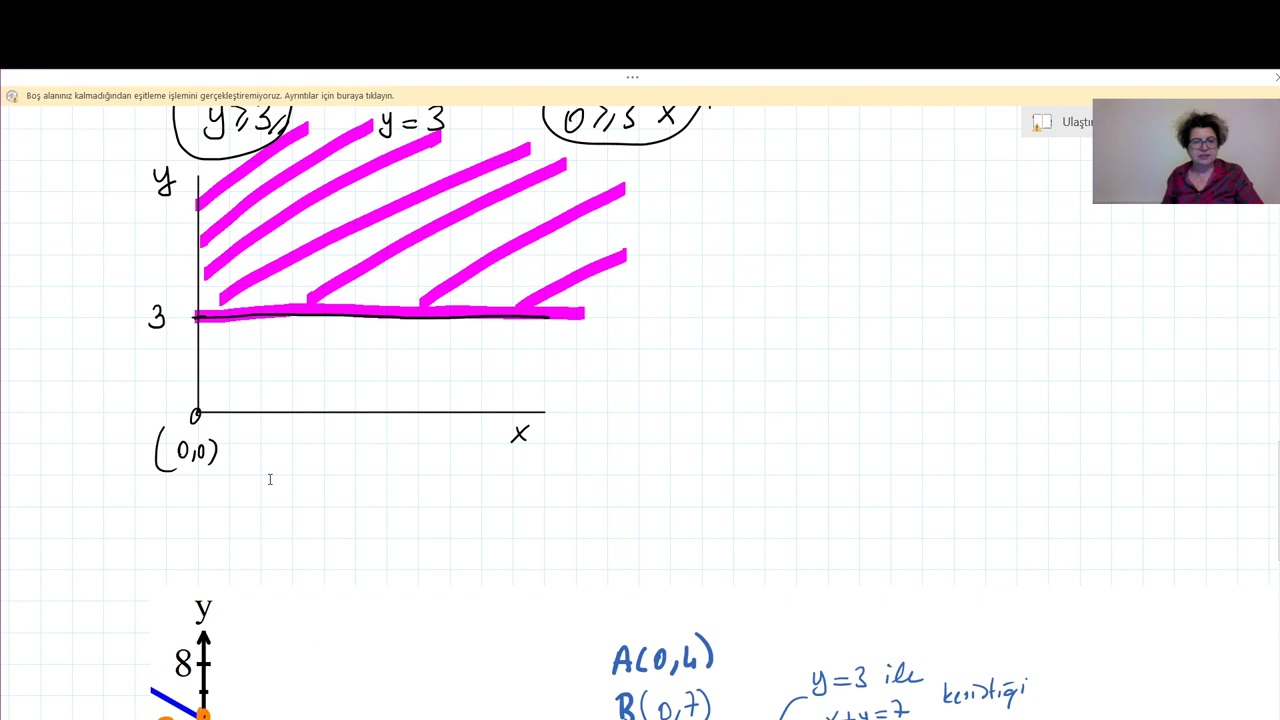 Boş alanınız kalmadığından eşitleme işlemini gerçekleştiremiyoruz. Ayrıntılar için buraya tıklayın.
y ≥ 3 y = 3 0 ≥ 3 x
Ulaştı
y
3
0
x
(0,0)
y
8
A(0,4)
B(0,7)
y=3 ile kesiştiği
x+y=7